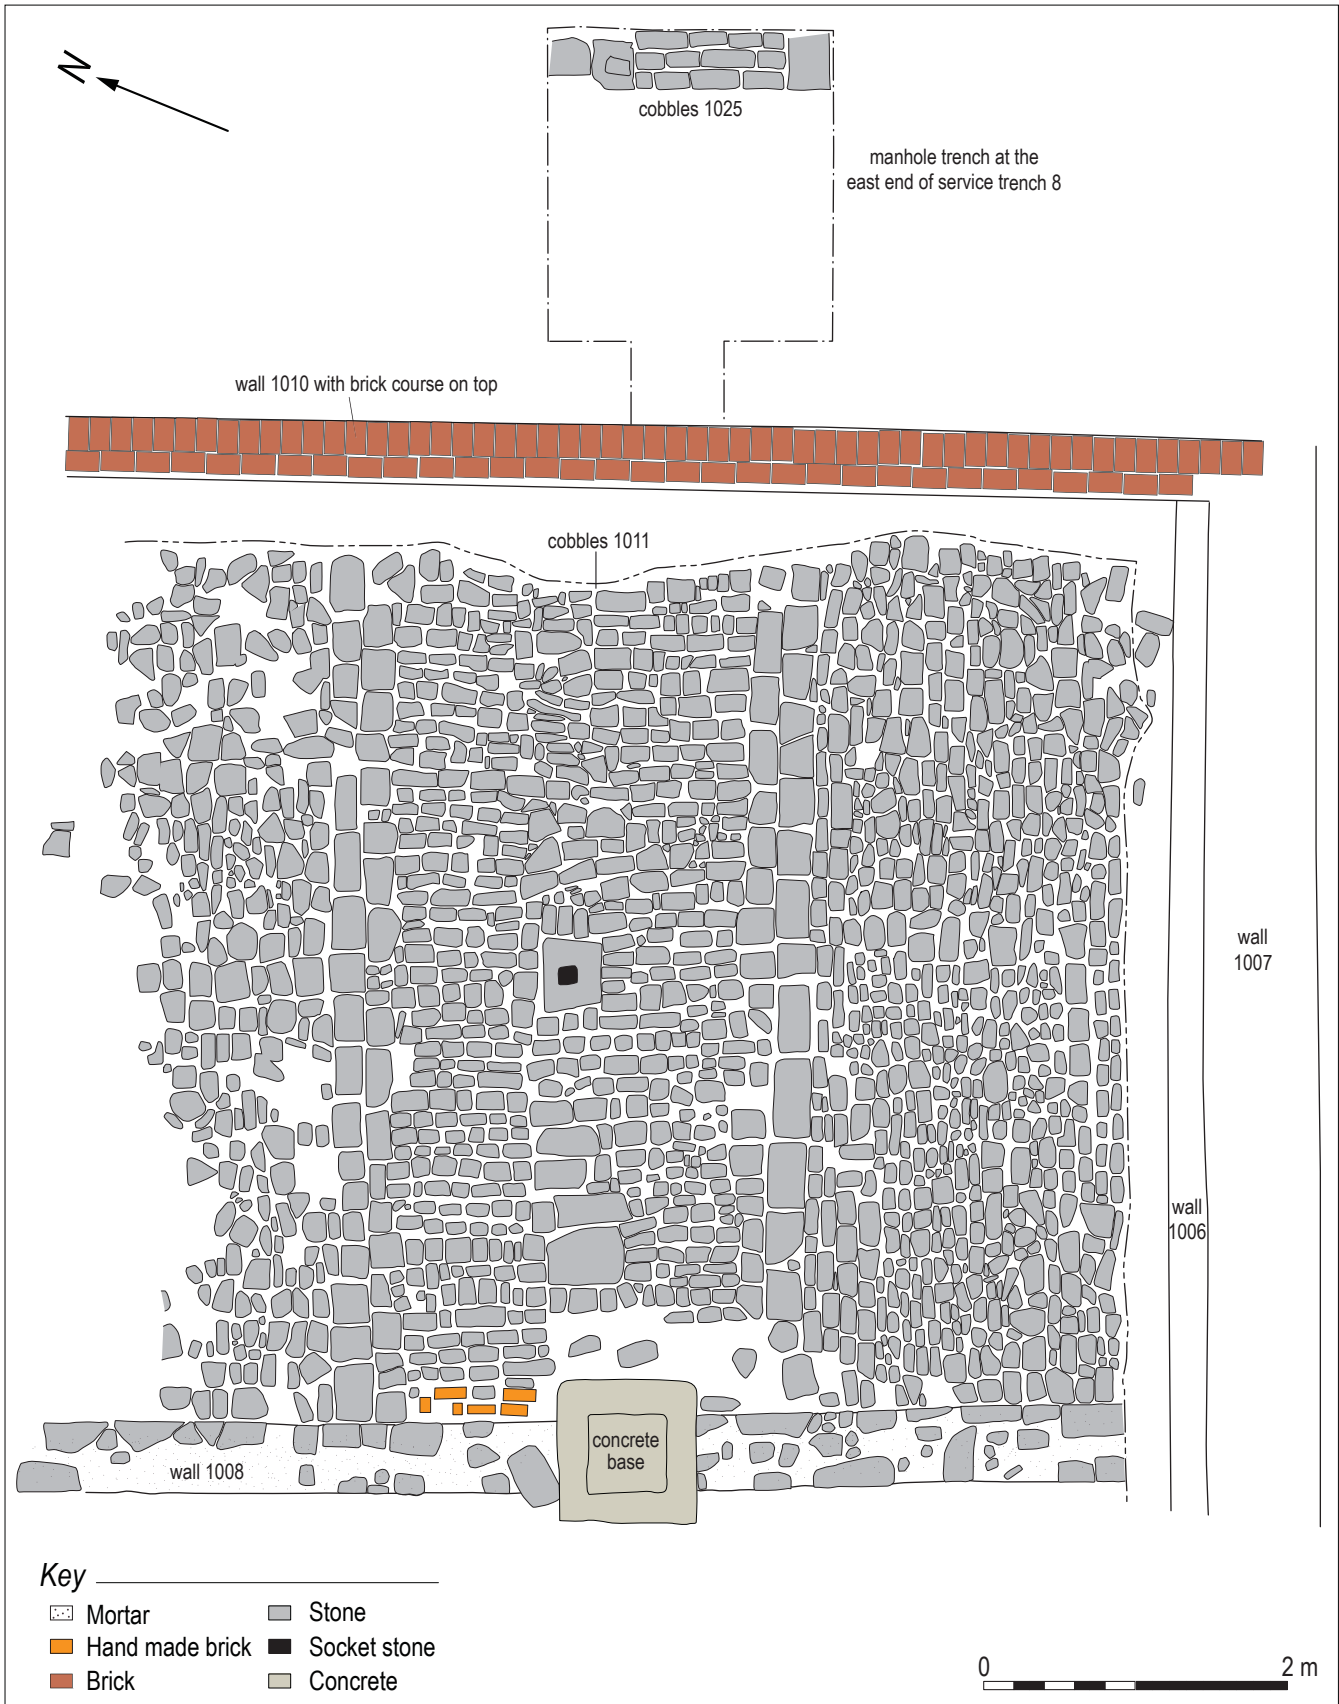 N
cobbles 1025
manhole trench at the
east end of service trench 8
wall 1010 with brick course on top
cobbles 1011
wall
1007
wall
1006
concrete
base
wall 1008
Key
Mortar
Stone
Hand made brick
Socket stone
Brick
Concrete
0
2 m